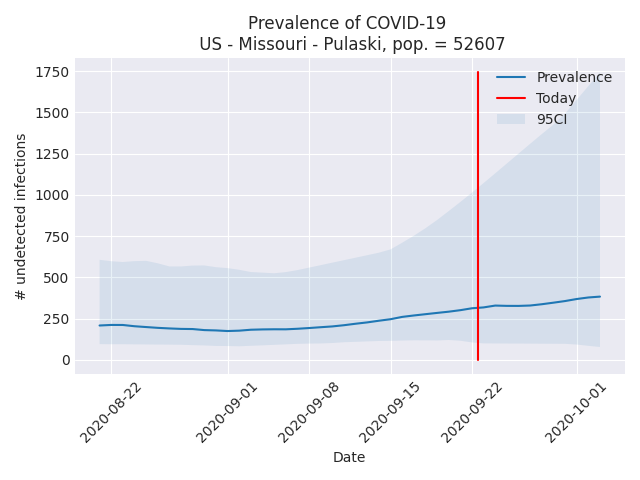 Prevalence of COVID-19
US - Missouri - Pulaski, pop. = 52607
Prevalence
Today
95CI
# undetected infections
1750
1500
1250
1000
750
500
250
0
2020-08-22
2020-09-01
2020-09-08
2020-09-15
2020-09-22
2020-10-01
Date